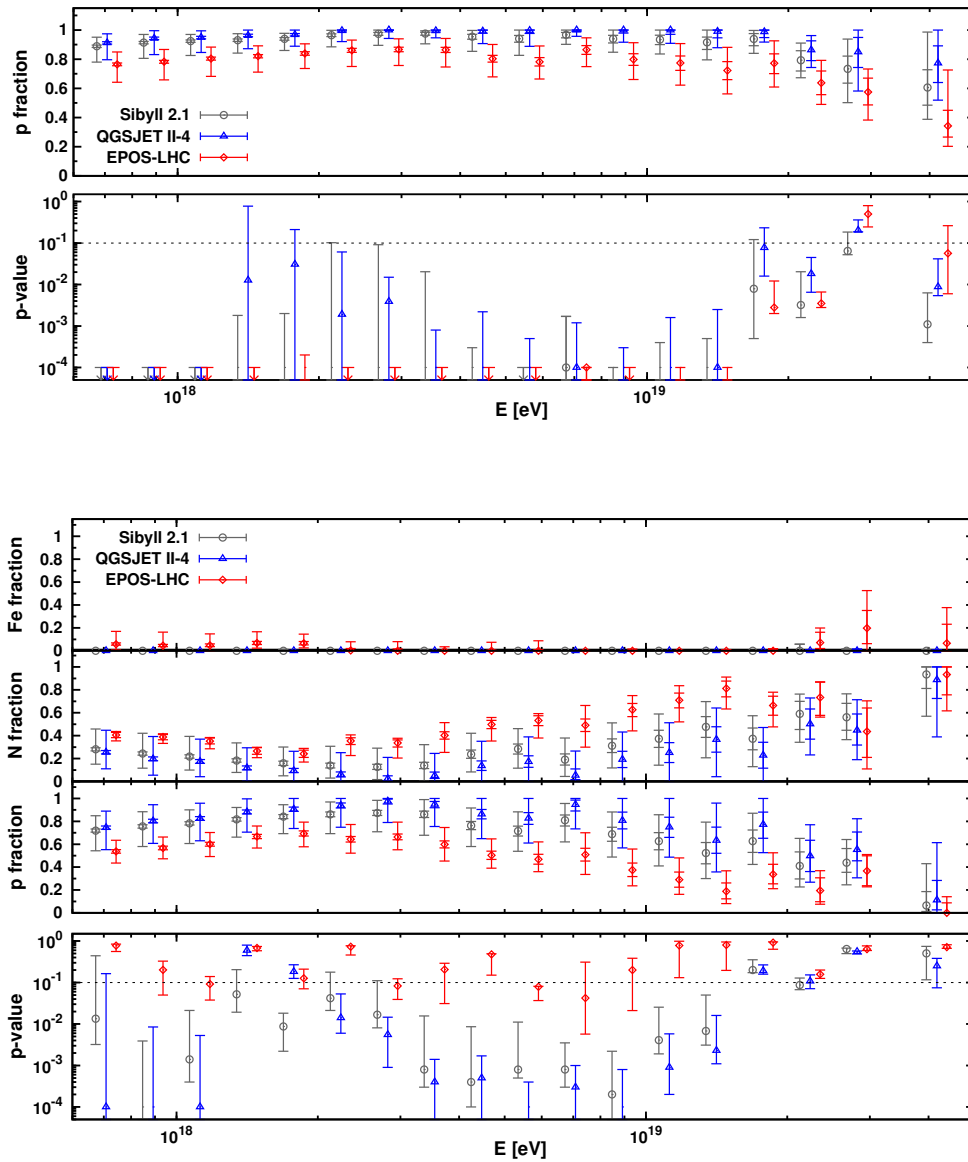 p fraction
1
0.8
0.6
0.4
0.2
0
Sibyll 2.1
QGSJET II-4
EPOS-LHC
p-value
10^0
10^-1
10^-2
10^-3
10^-4
10^18
10^19
E [eV]
Fe fraction
1
0.8
0.6
0.4
0.2
Sibyll 2.1
QGSJET II-4
EPOS-LHC
N fraction
1
0.8
0.6
0.4
0.2
0
p fraction
1
0.8
0.6
0.4
0.2
0
p-value
10^0
10^-1
10^-2
10^-3
10^-4
10^18
10^19
E [eV]